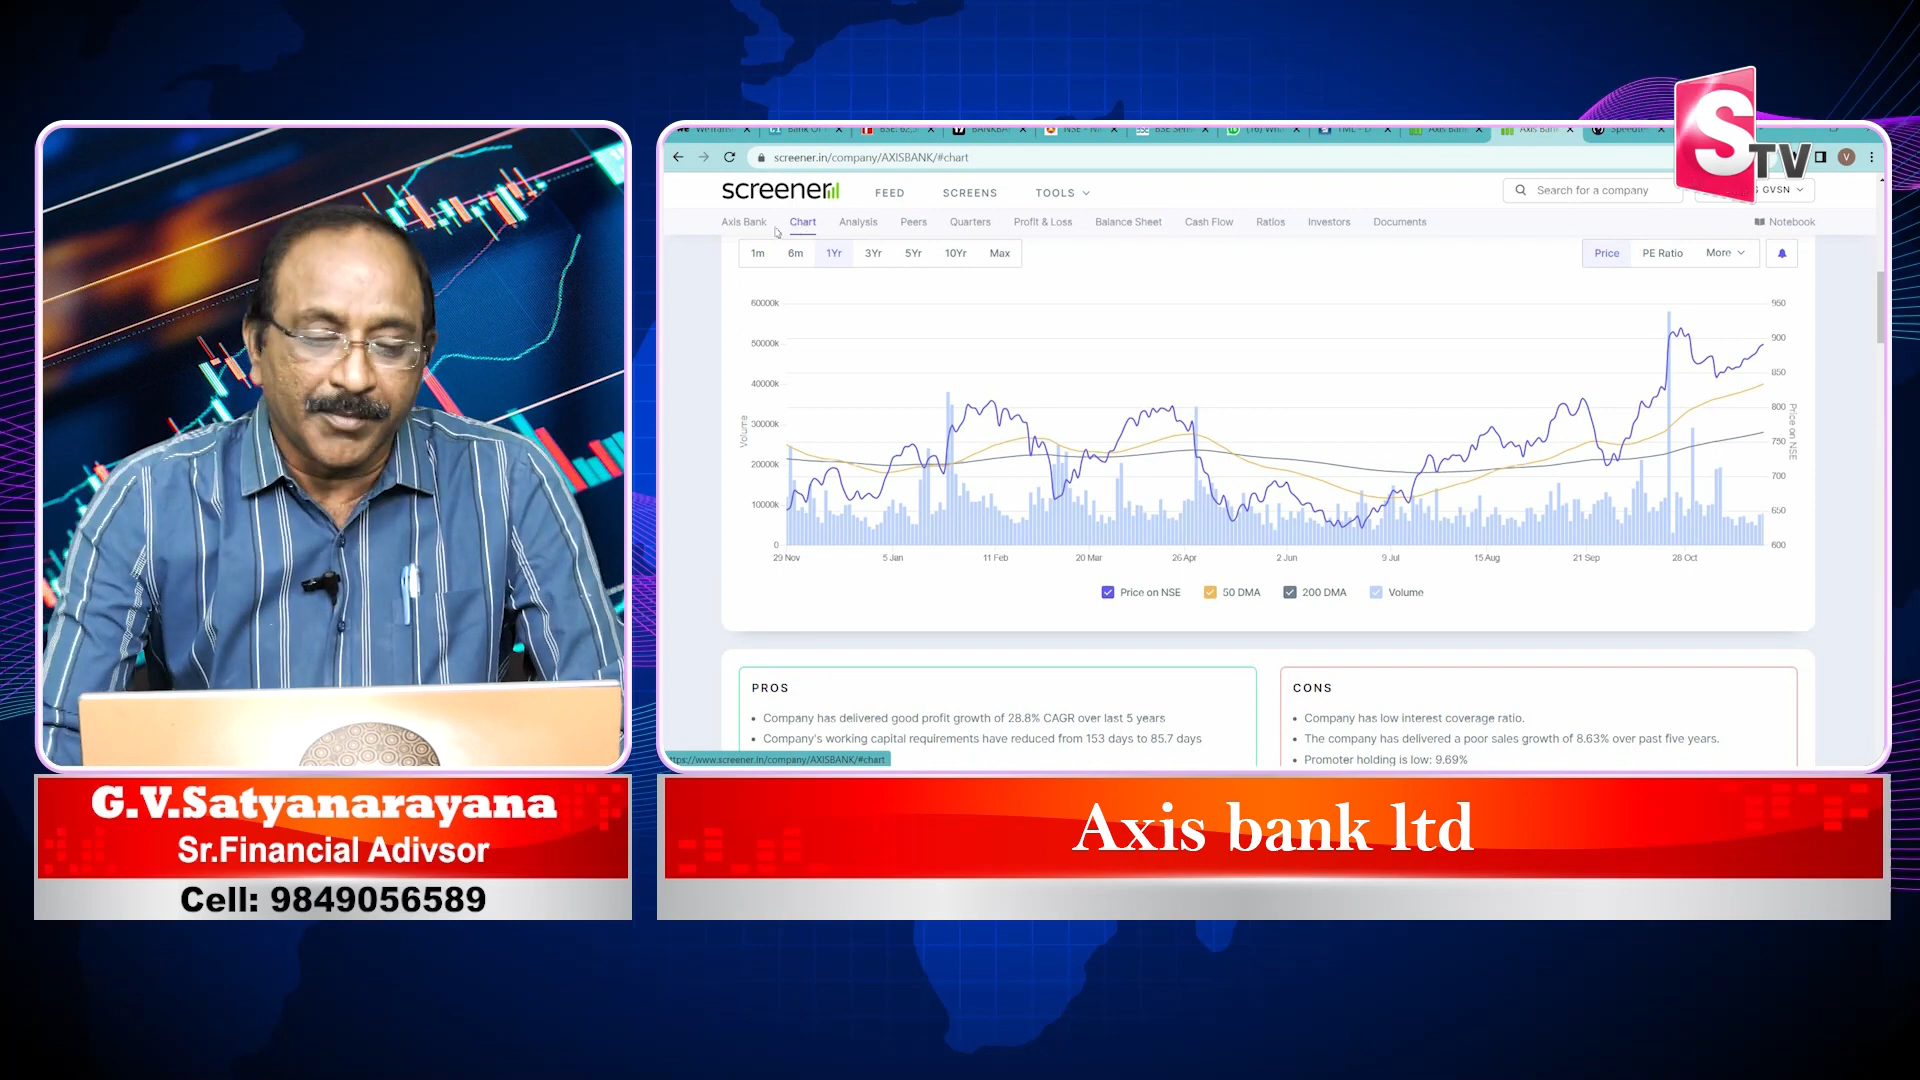 STV
screener.in/company/AXISBANK/#chart
screener
FEED
SCREENS
TOOLS
Search for a company
GVSN
Axis Bank
Chart
Analysis
Peers
Quarters
Profit & Loss
Balance Sheet
Cash Flow
Ratios
Investors
Documents
Notebook
1m
6m
1Yr
3Yr
5Yr
10Yr
Max
Price
PE Ratio
More
60000k
50000k
40000k
30000k
20000k
10000k
0
Volume
950
900
850
800
750
700
650
600
Price on NSE
29 Nov
5 Jan
11 Feb
20 Mar
26 Apr
2 Jun
9 Jul
15 Aug
21 Sep
28 Oct
Price on NSE
50 DMA
200 DMA
Volume
PROS
Company has delivered good profit growth of 28.8% CAGR over last 5 years
Company's working capital requirements have reduced from 153 days to 85.7 days
CONS
Company has low interest coverage ratio.
The company has delivered a poor sales growth of 8.63% over past five years.
Promoter holding is low: 9.69%
ttps://www.screener.in/company/AXISBANK/#chart
G.V.Satyanarayana
Sr.Financial Adivsor
Cell: 9849056589
Axis bank ltd